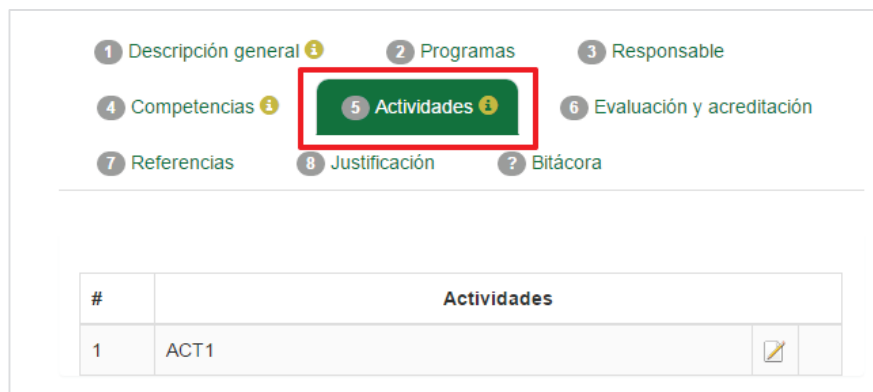 1 Descripción general i 2 Programas 3 Responsable
4 Competencias i 5 Actividades i 6 Evaluación y acreditación
7 Referencias 8 Justificación ? Bitácora
# Actividades
1 ACT1